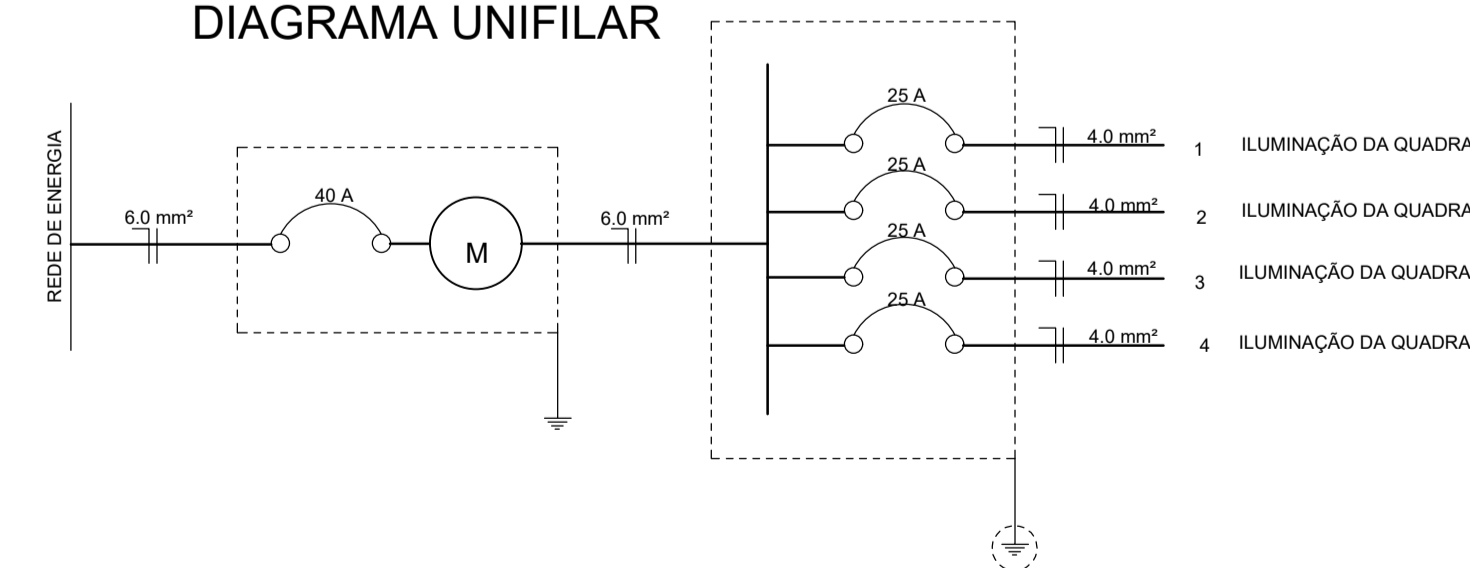 DIAGRAMA UNIFILAR
REDE DE ENERGIA
6.0 mm²
40 A
M
6.0 mm²
25 A
4.0 mm²
1
ILUMINAÇÃO DA QUADRA
25 A
4.0 mm²
2
ILUMINAÇÃO DA QUADRA
25 A
4.0 mm²
3
ILUMINAÇÃO DA QUADRA
25 A
4.0 mm²
4
ILUMINAÇÃO DA QUADRA